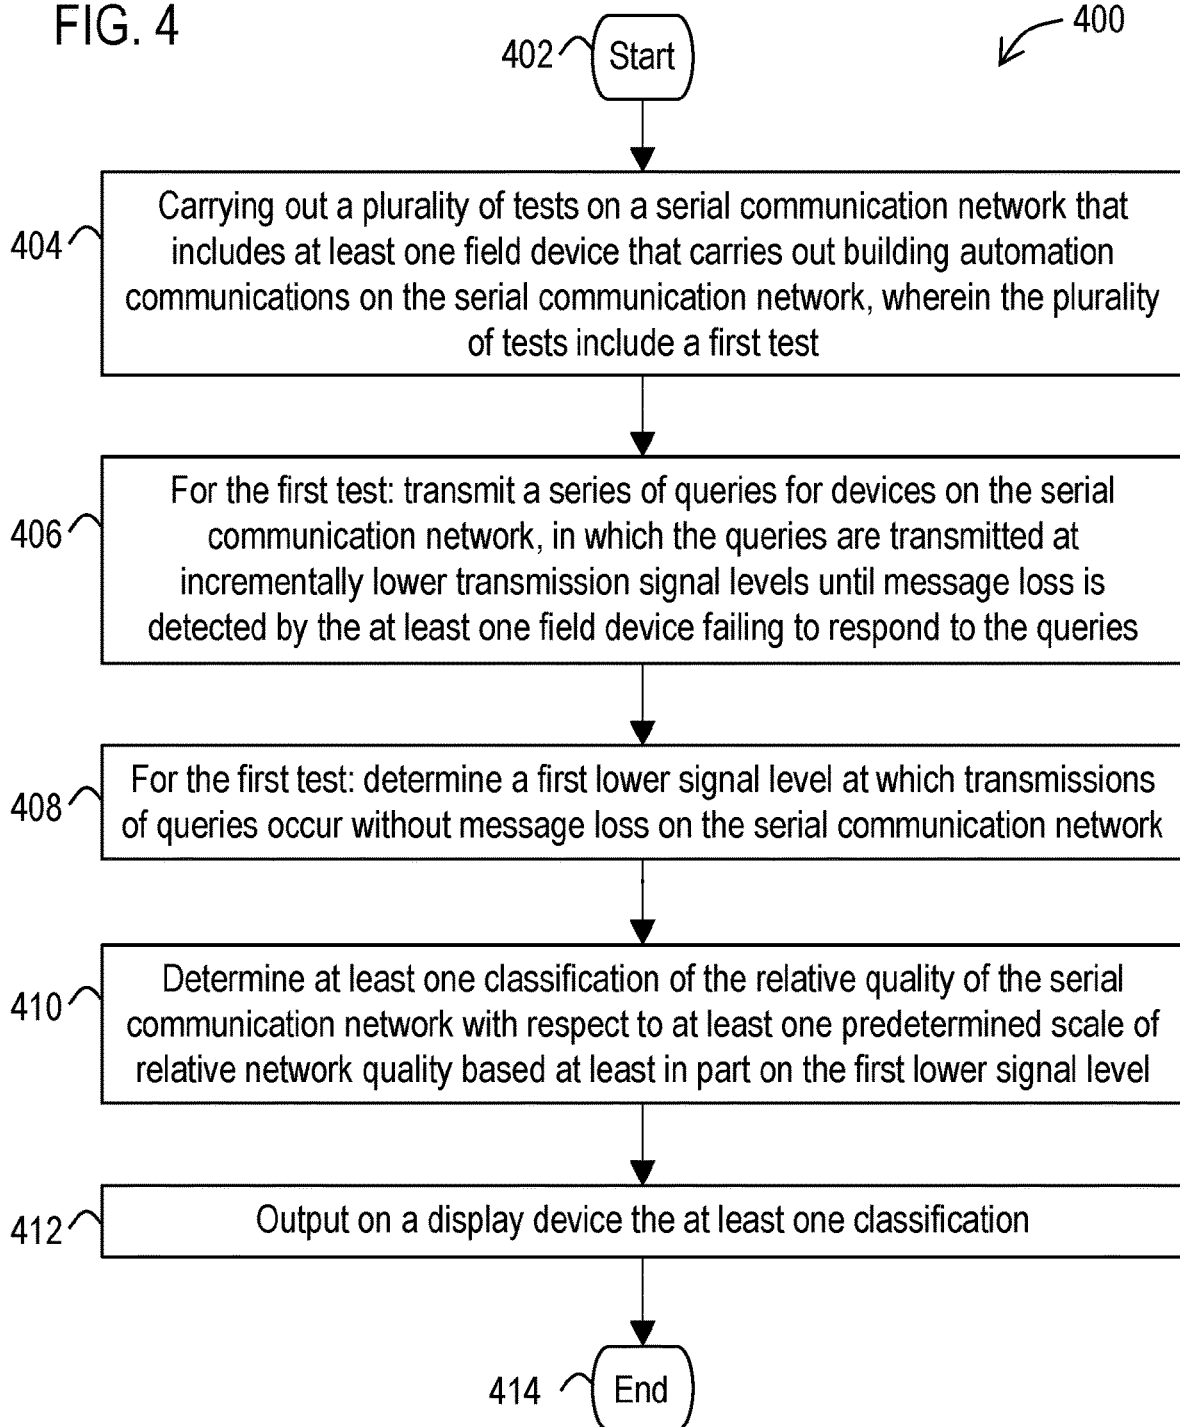 FIG. 4
400
402
Start
404
Carrying out a plurality of tests on a serial communication network that
includes at least one field device that carries out building automation
communications on the serial communication network, wherein the plurality
of tests include a first test
406
For the first test: transmit a series of queries for devices on the serial
communication network, in which the queries are transmitted at
incrementally lower transmission signal levels until message loss is
detected by the at least one field device failing to respond to the queries
408
For the first test: determine a first lower signal level at which transmissions
of queries occur without message loss on the serial communication network
410
Determine at least one classification of the relative quality of the serial
communication network with respect to at least one predetermined scale of
relative network quality based at least in part on the first lower signal level
412
Output on a display device the at least one classification
414
End